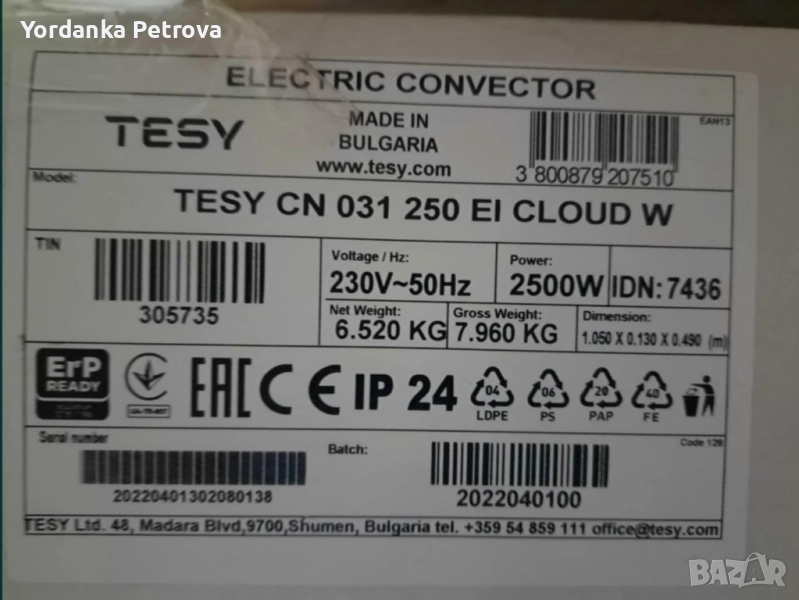 Yordanka Petrova
ELECTRIC CONVECTOR
TESY
MADE IN
BULGARIA
www.tesy.com
EAN13
3 800879 207510
Model:
TESY CN 031 250 EI CLOUD W
TIN
305735
Voltage / Hz:
230V~50Hz
Power:
2500W
IDN: 7436
Net Weight:
6.520 KG
Gross Weight:
7.960 KG
Dimension:
1.050 X 0.130 X 0.490 (m)
ErP
READY
EAC CE IP 24
04
LDPE
06
PS
20
PAP
40
FE
Serial number
20220401302080138
Batch:
2022040100
Code 128
TESY Ltd. 48, Madara Blvd,9700,Shumen, Bulgaria tel. +359 54 859 111 office@tesy.com
BAZAR